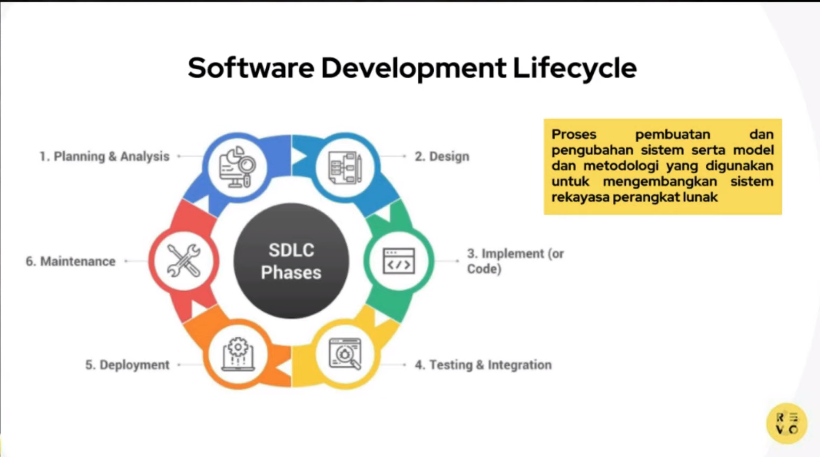 Software Development Lifecycle
1. Planning & Analysis
2. Design
3. Implement (or
Code)
4. Testing & Integration
5. Deployment
6. Maintenance
SDLC
Phases
Proses pembuatan dan
pengubahan sistem serta model
dan metodologi yang digunakan
untuk mengembangkan sistem
rekayasa perangkat lunak